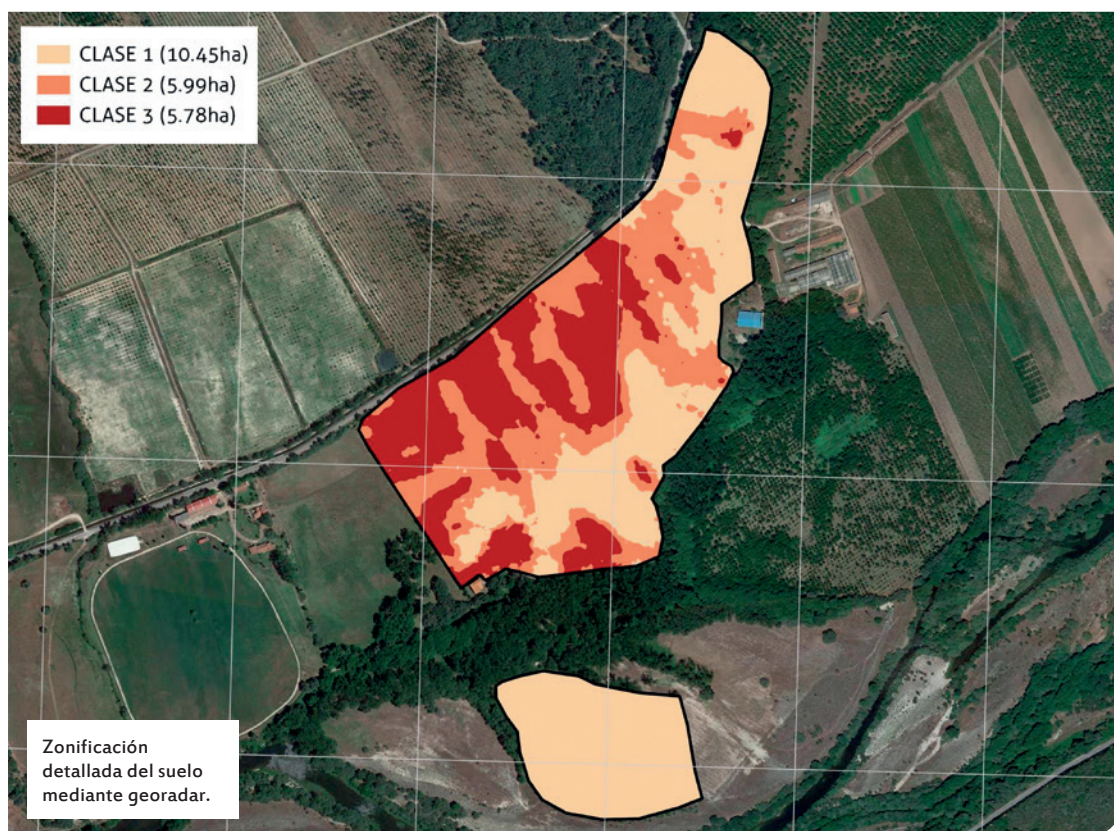 CLASE 1 (10.45ha)
CLASE 2 (5.99ha)
CLASE 3 (5.78ha)
Zonificación
detallada del suelo
mediante georadar.